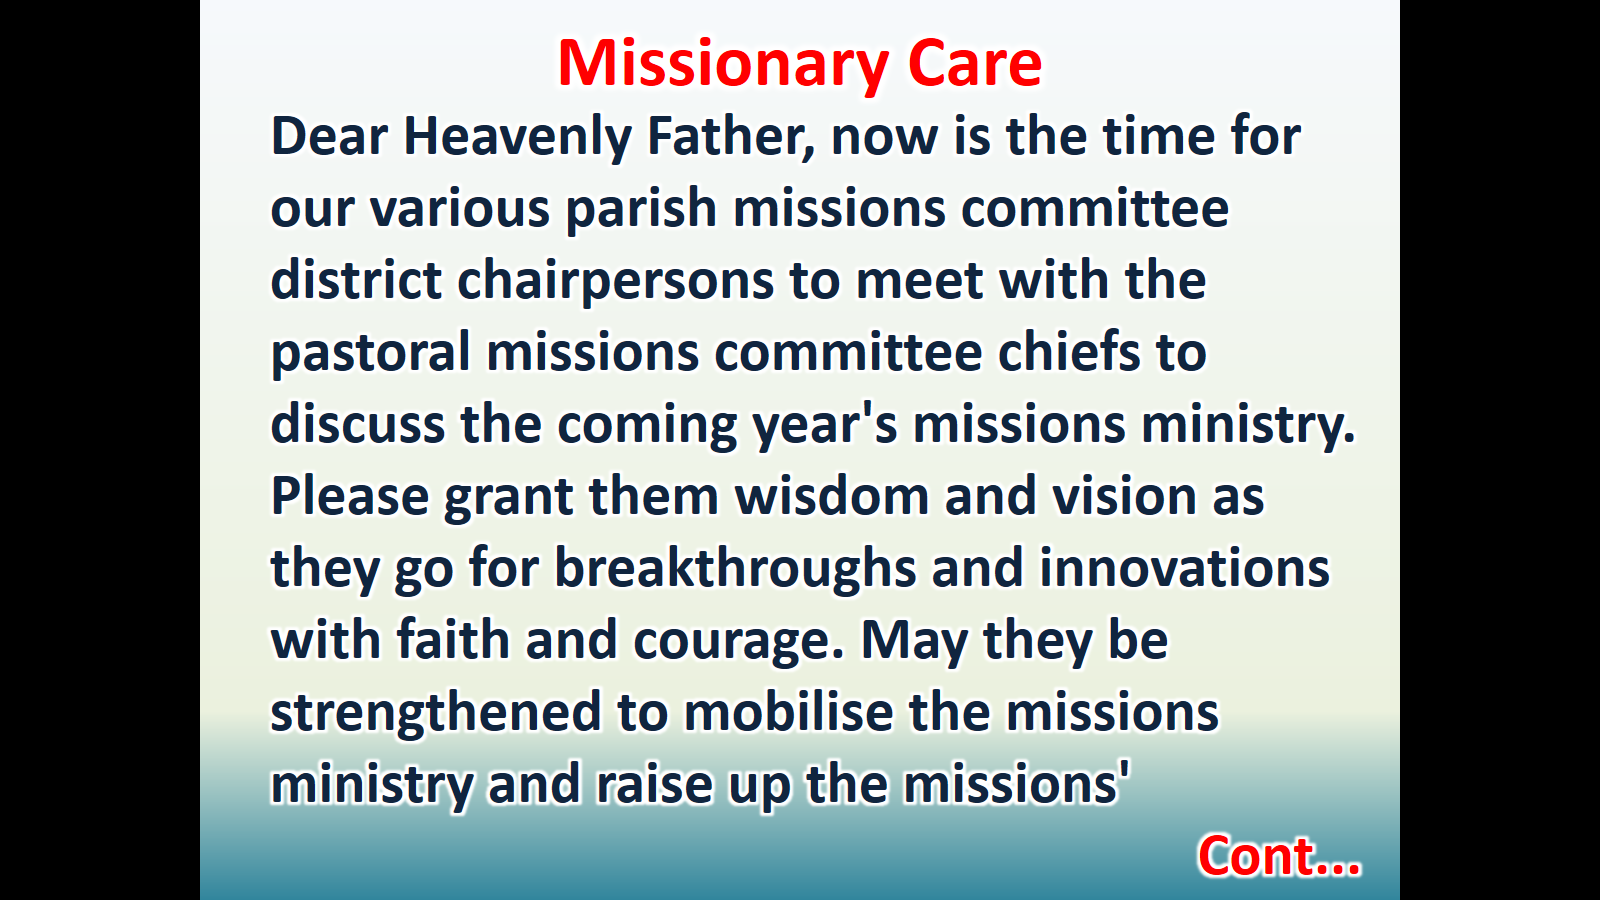 Missionary Care
Dear Heavenly Father, now is the time for
our various parish missions committee
district chairpersons to meet with the
pastoral missions committee chiefs to
discuss the coming year's missions ministry.
Please grant them wisdom and vision as
they go for breakthroughs and innovations
with faith and courage. May they be
strengthened to mobilise the missions
ministry and raise up the missions'
Cont...